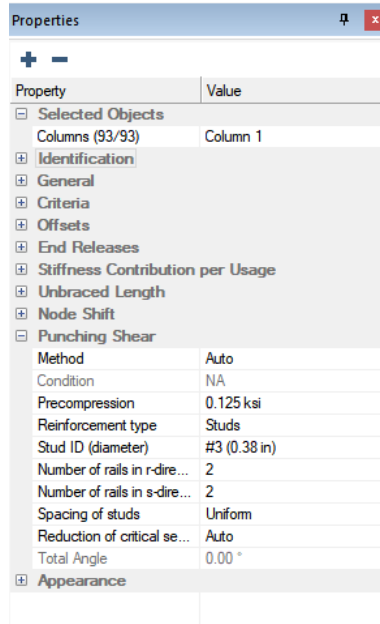 Properties
Property Value
Selected Objects
Columns (93/93) Column 1
Identification
General
Criteria
Offsets
End Releases
Stiffness Contribution per Usage
Unbraced Length
Node Shift
Punching Shear
Method Auto
Condition NA
Precompression 0.125 ksi
Reinforcement type Studs
Stud ID (diameter) #3 (0.38 in)
Number of rails in r-dire... 2
Number of rails in s-dire... 2
Spacing of studs Uniform
Reduction of critical se... Auto
Total Angle 0.00 °
Appearance